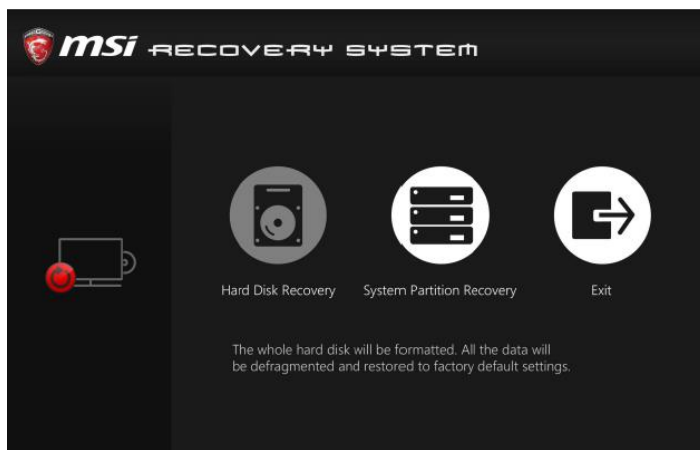 msi RECOVERY SYSTEM
Hard Disk Recovery System Partition Recovery Exit
The whole hard disk will be formatted. All the data will
be defragmented and restored to factory default settings.